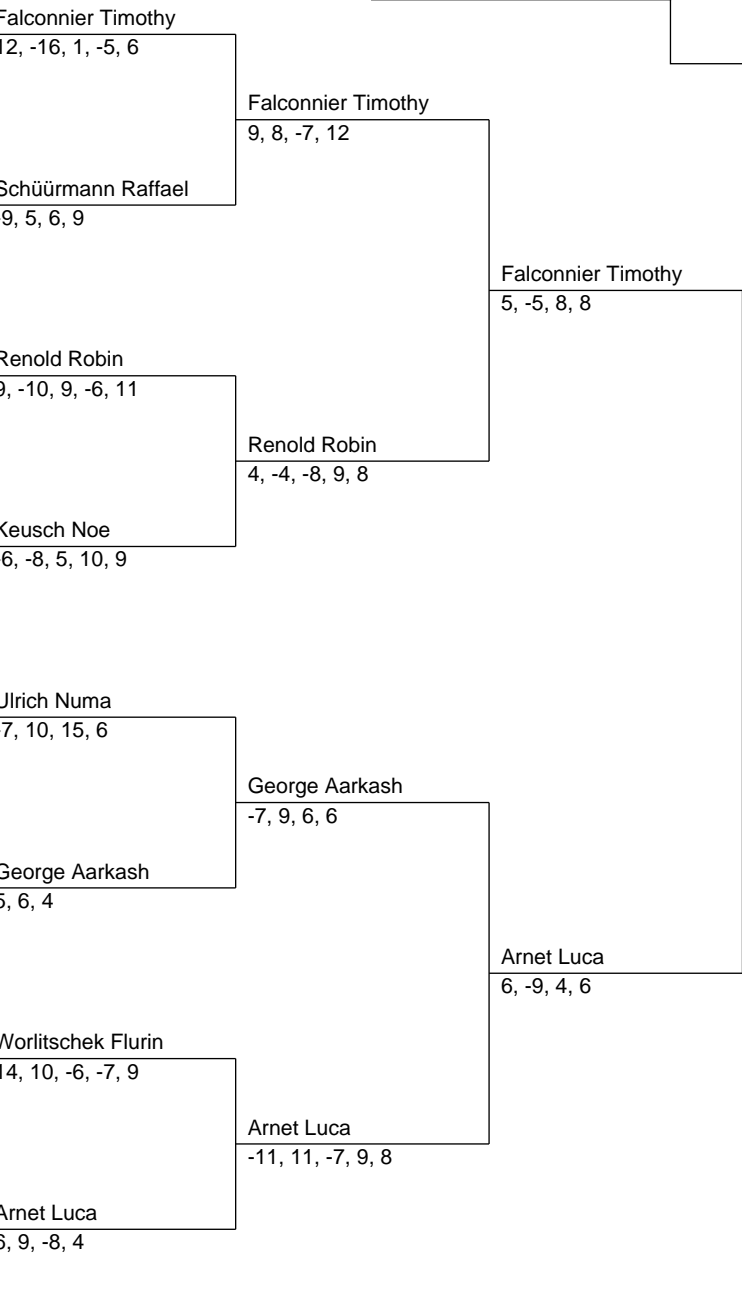 Falconnier Timothy
12, -16, 1, -5, 6
Falconnier Timothy
9, 8, -7, 12
Schüürmann Raffael
-9, 5, 6, 9
Falconnier Timothy
5, -5, 8, 8
Renold Robin
9, -10, 9, -6, 11
Renold Robin
4, -4, -8, 9, 8
Keusch Noe
-6, -8, 5, 10, 9
Ulrich Numa
-7, 10, 15, 6
George Aarkash
-7, 9, 6, 6
George Aarkash
5, 6, 4
Arnet Luca
6, -9, 4, 6
Worlitschek Flurin
14, 10, -6, -7, 9
Arnet Luca
-11, 11, -7, 9, 8
Arnet Luca
6, 9, -8, 4